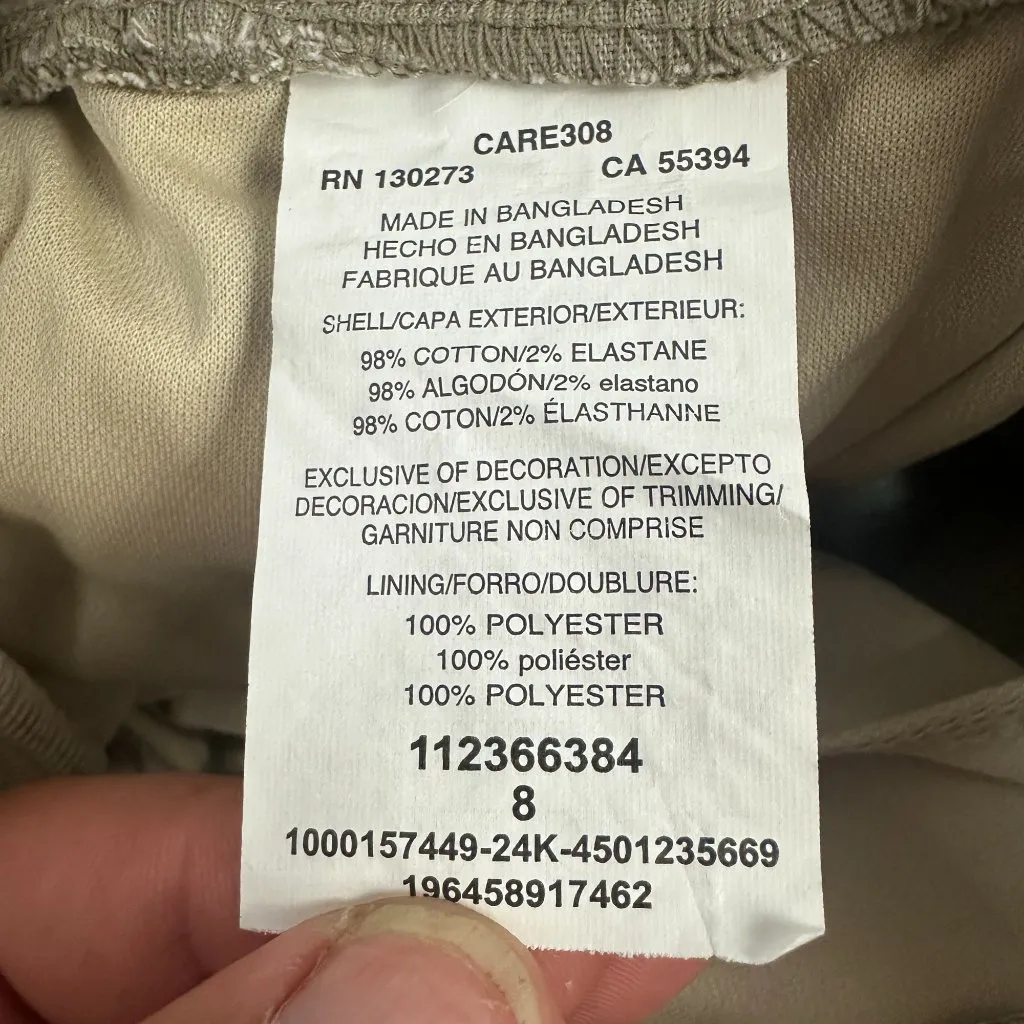 CARE308
RN 130273 CA 55394
MADE IN BANGLADESH
HECHO EN BANGLADESH
FABRIQUE AU BANGLADESH
SHELL/CAPA EXTERIOR/EXTERIEUR:
98% COTTON/2% ELASTANE
98% ALGODÓN/2% elastano
98% COTON/2% ÉLASTHANNE
EXCLUSIVE OF DECORATION/EXCEPTO
DECORACION/EXCLUSIVE OF TRIMMING/
GARNITURE NON COMPRISE
LINING/FORRO/DOUBLURE:
100% POLYESTER
100% poliéster
100% POLYESTER
112366384
8
1000157449-24K-4501235669
196458917462